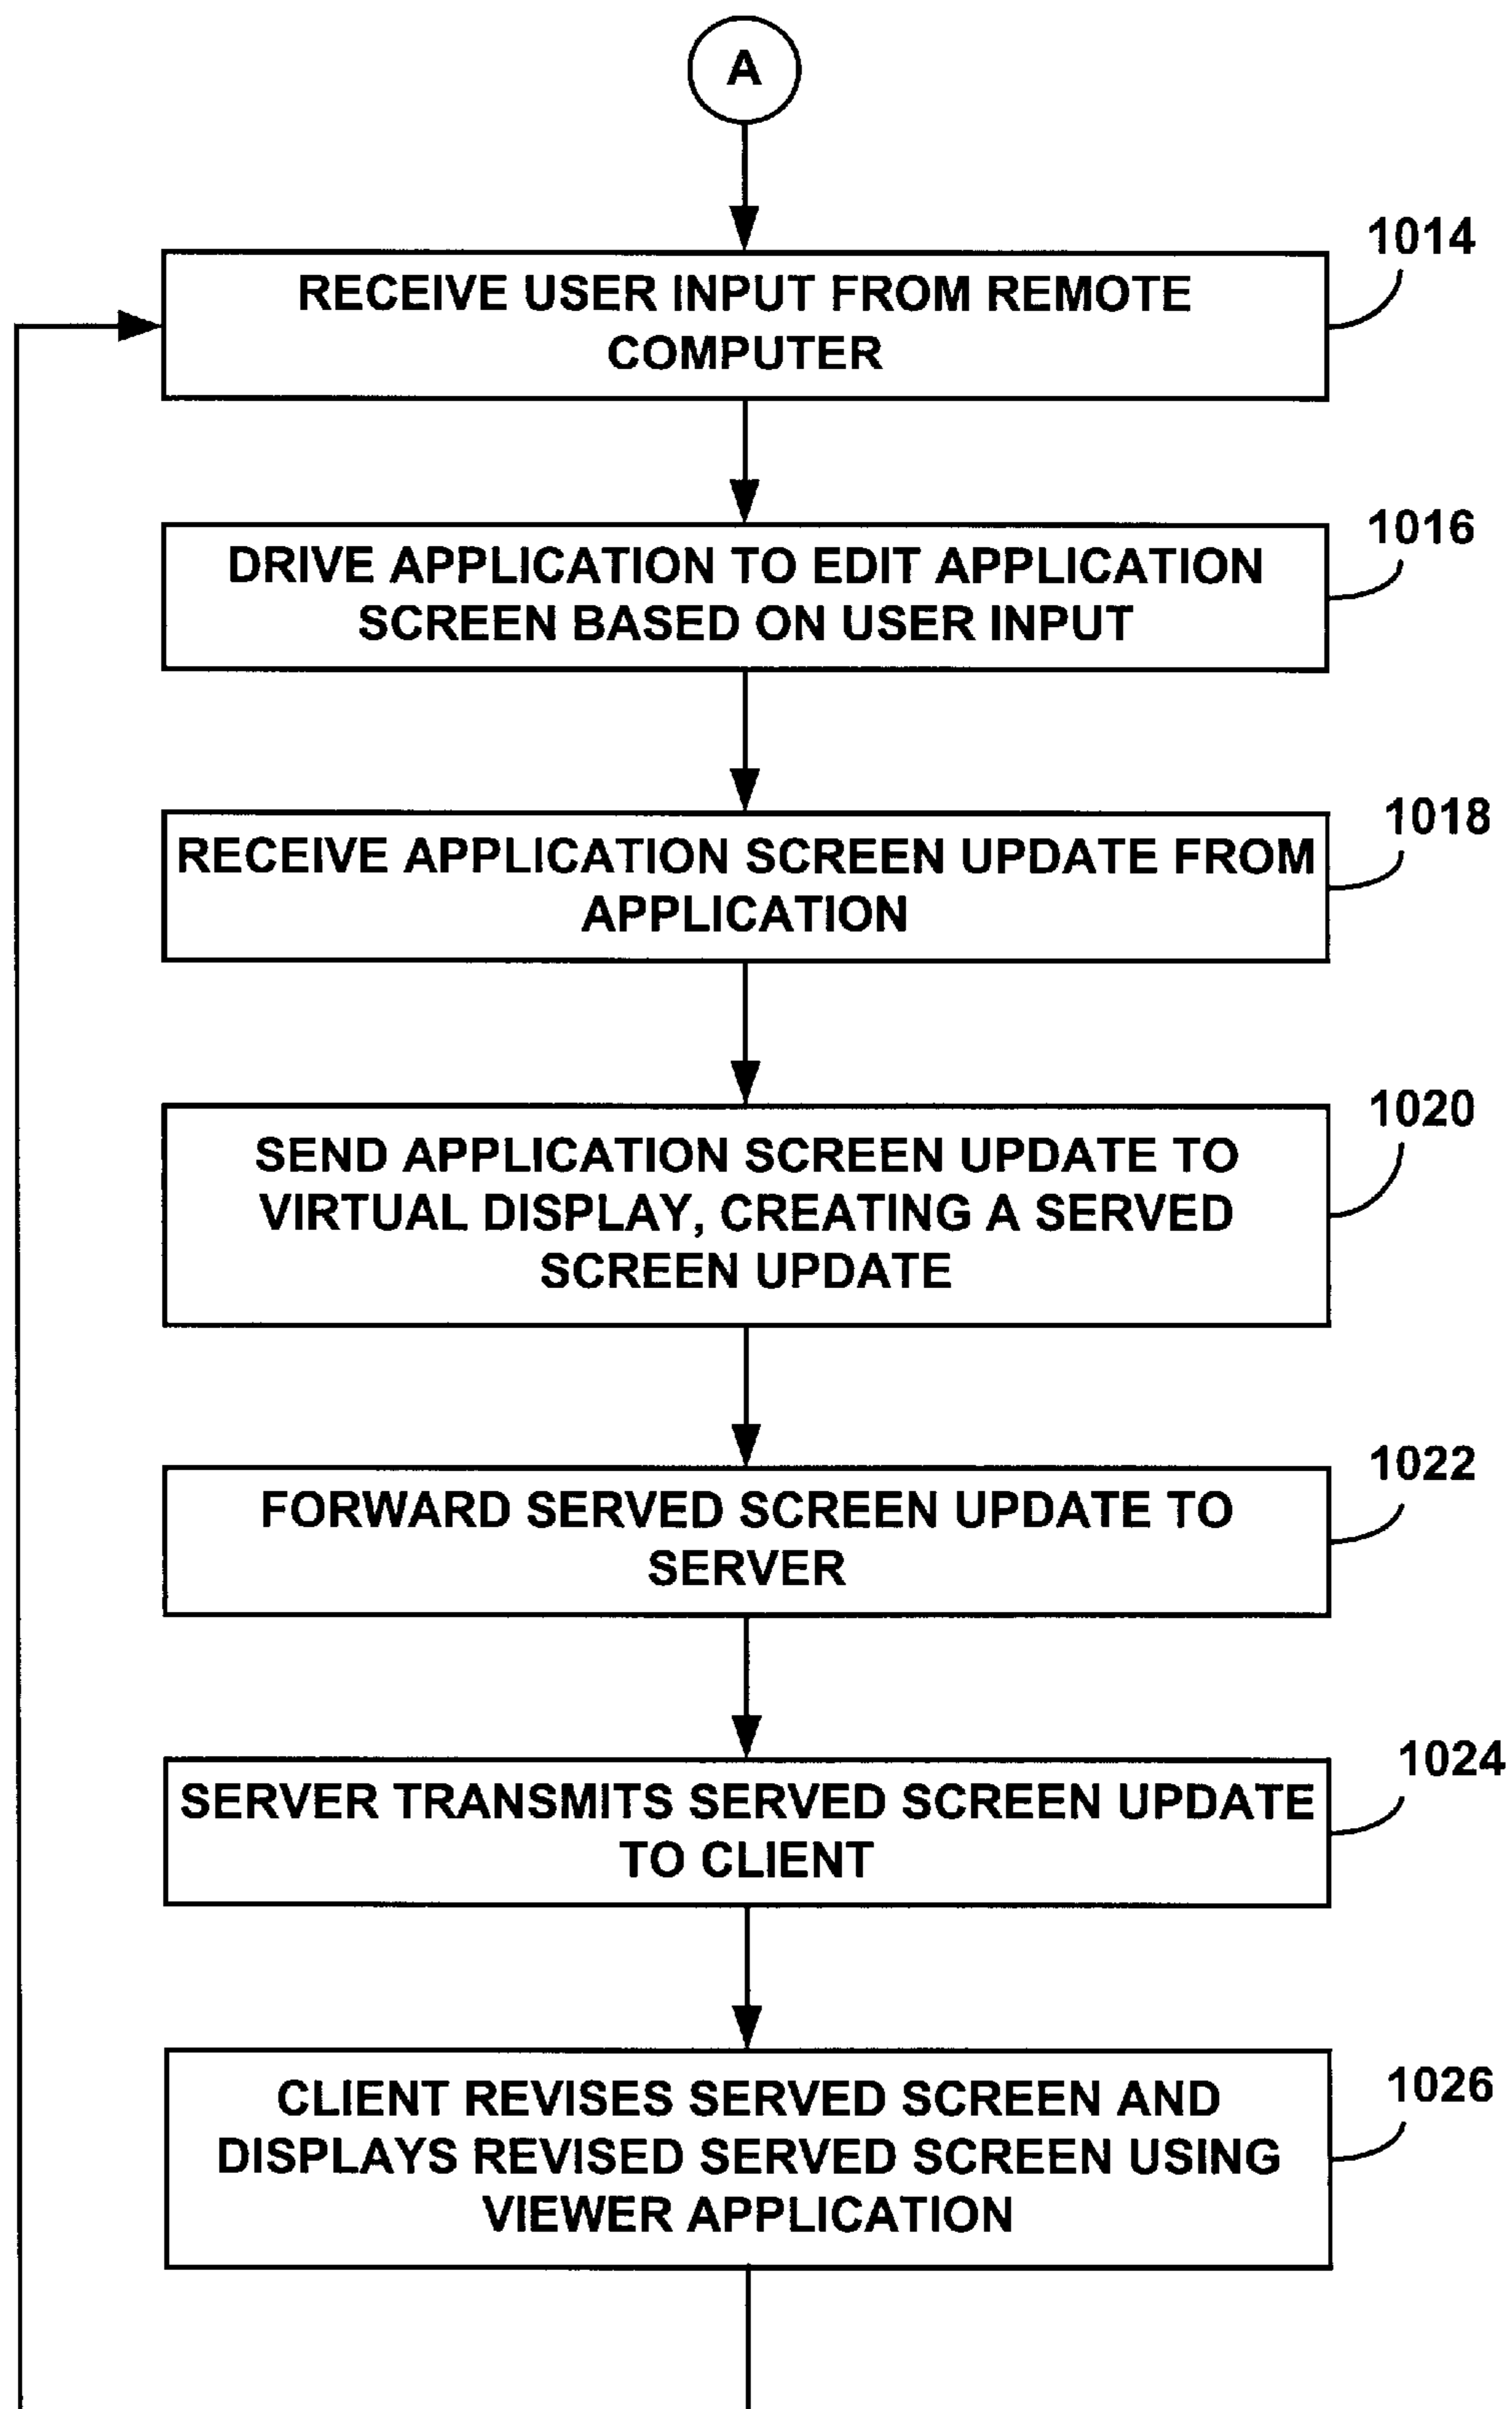 A
1014
RECEIVE USER INPUT FROM REMOTE
COMPUTER
1016
DRIVE APPLICATION TO EDIT APPLICATION
SCREEN BASED ON USER INPUT
1018
RECEIVE APPLICATION SCREEN UPDATE FROM
APPLICATION
1020
SEND APPLICATION SCREEN UPDATE TO
VIRTUAL DISPLAY, CREATING A SERVED
SCREEN UPDATE
1022
FORWARD SERVED SCREEN UPDATE TO
SERVER
1024
SERVER TRANSMITS SERVED SCREEN UPDATE
TO CLIENT
1026
CLIENT REVISES SERVED SCREEN AND
DISPLAYS REVISED SERVED SCREEN USING
VIEWER APPLICATION